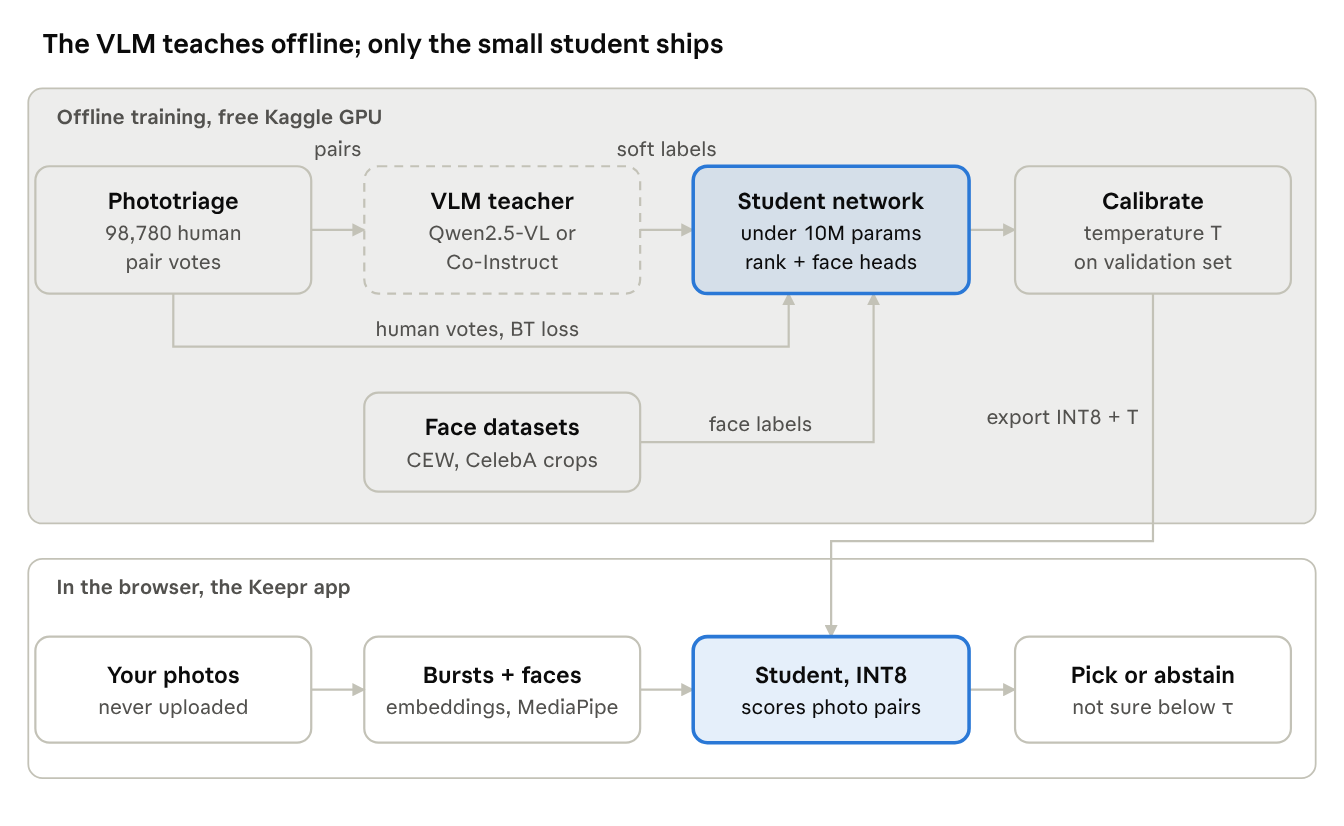 The VLM teaches offline; only the small student ships
Offline training, free Kaggle GPU
pairs
soft labels
Phototriage
98,780 human
pair votes
VLM teacher
Qwen2.5-VL or
Co-Instruct
Student network
under 10M params
rank + face heads
Calibrate
temperature T
on validation set
human votes, BT loss
Face datasets
CEW, CelebA crops
face labels
export INT8 + T
In the browser, the Keepr app
Your photos
never uploaded
Bursts + faces
embeddings, MediaPipe
Student, INT8
scores photo pairs
Pick or abstain
not sure below τ